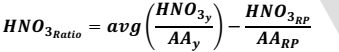 HNO₃Ratio = avg (HNO₃y / AAy) − HNO₃RP / AARP